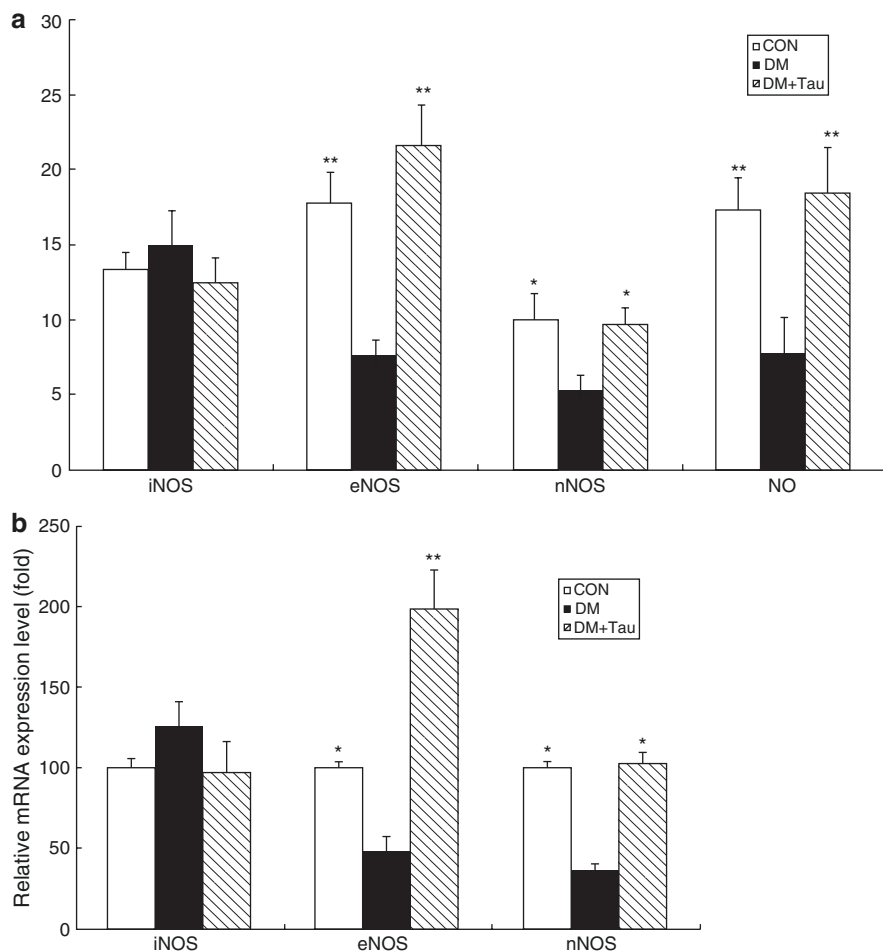 a
30
25
20
15
10
5
0
CON
DM
DM+Tau
**
**
*
*
**
**
iNOS eNOS nNOS NO
b
Relative mRNA expression level (fold)
250
200
150
100
50
0
CON
DM
DM+Tau
*
**
*
*
iNOS eNOS nNOS